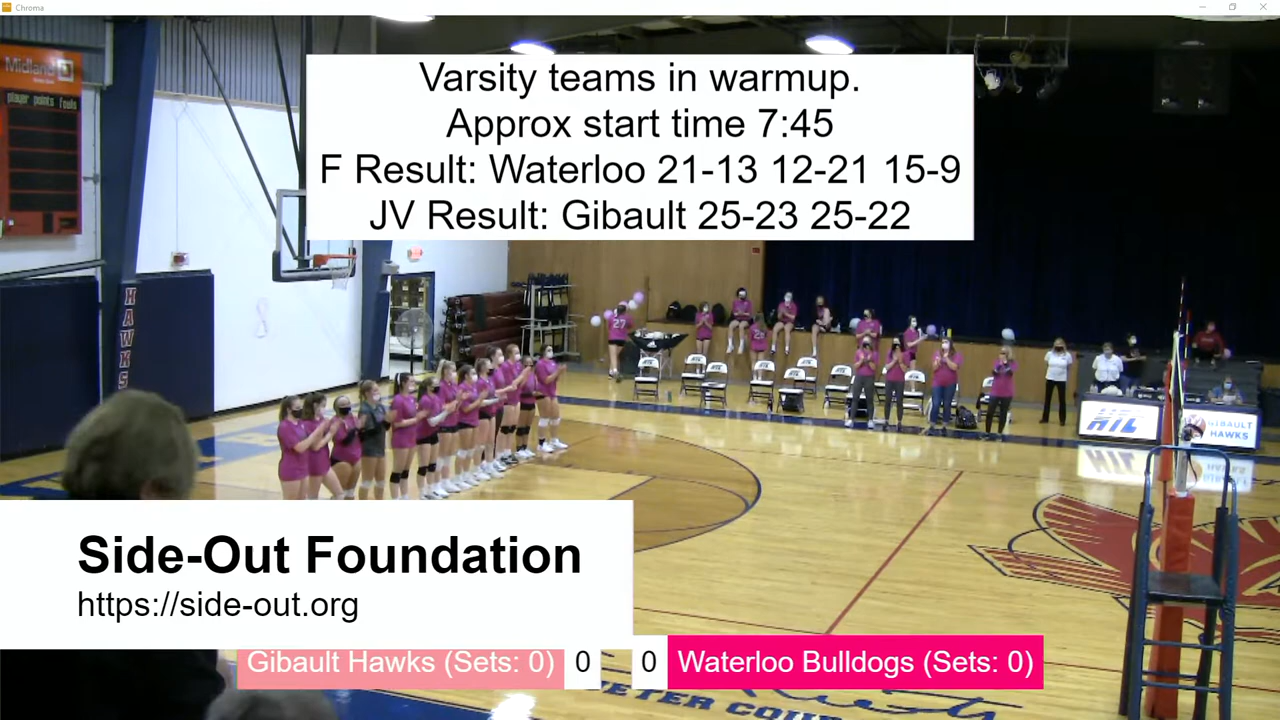 Chroma
Varsity teams in warmup.
Approx start time 7:45
F Result: Waterloo 21-13 12-21 15-9
JV Result: Gibault 25-23 25-22
Midland
player points fouls
HAWKS
27
HTC
GIBAULT
HAWKS
Side-Out Foundation
https://side-out.org
Gibault Hawks (Sets: 0) 0 0 Waterloo Bulldogs (Sets: 0)